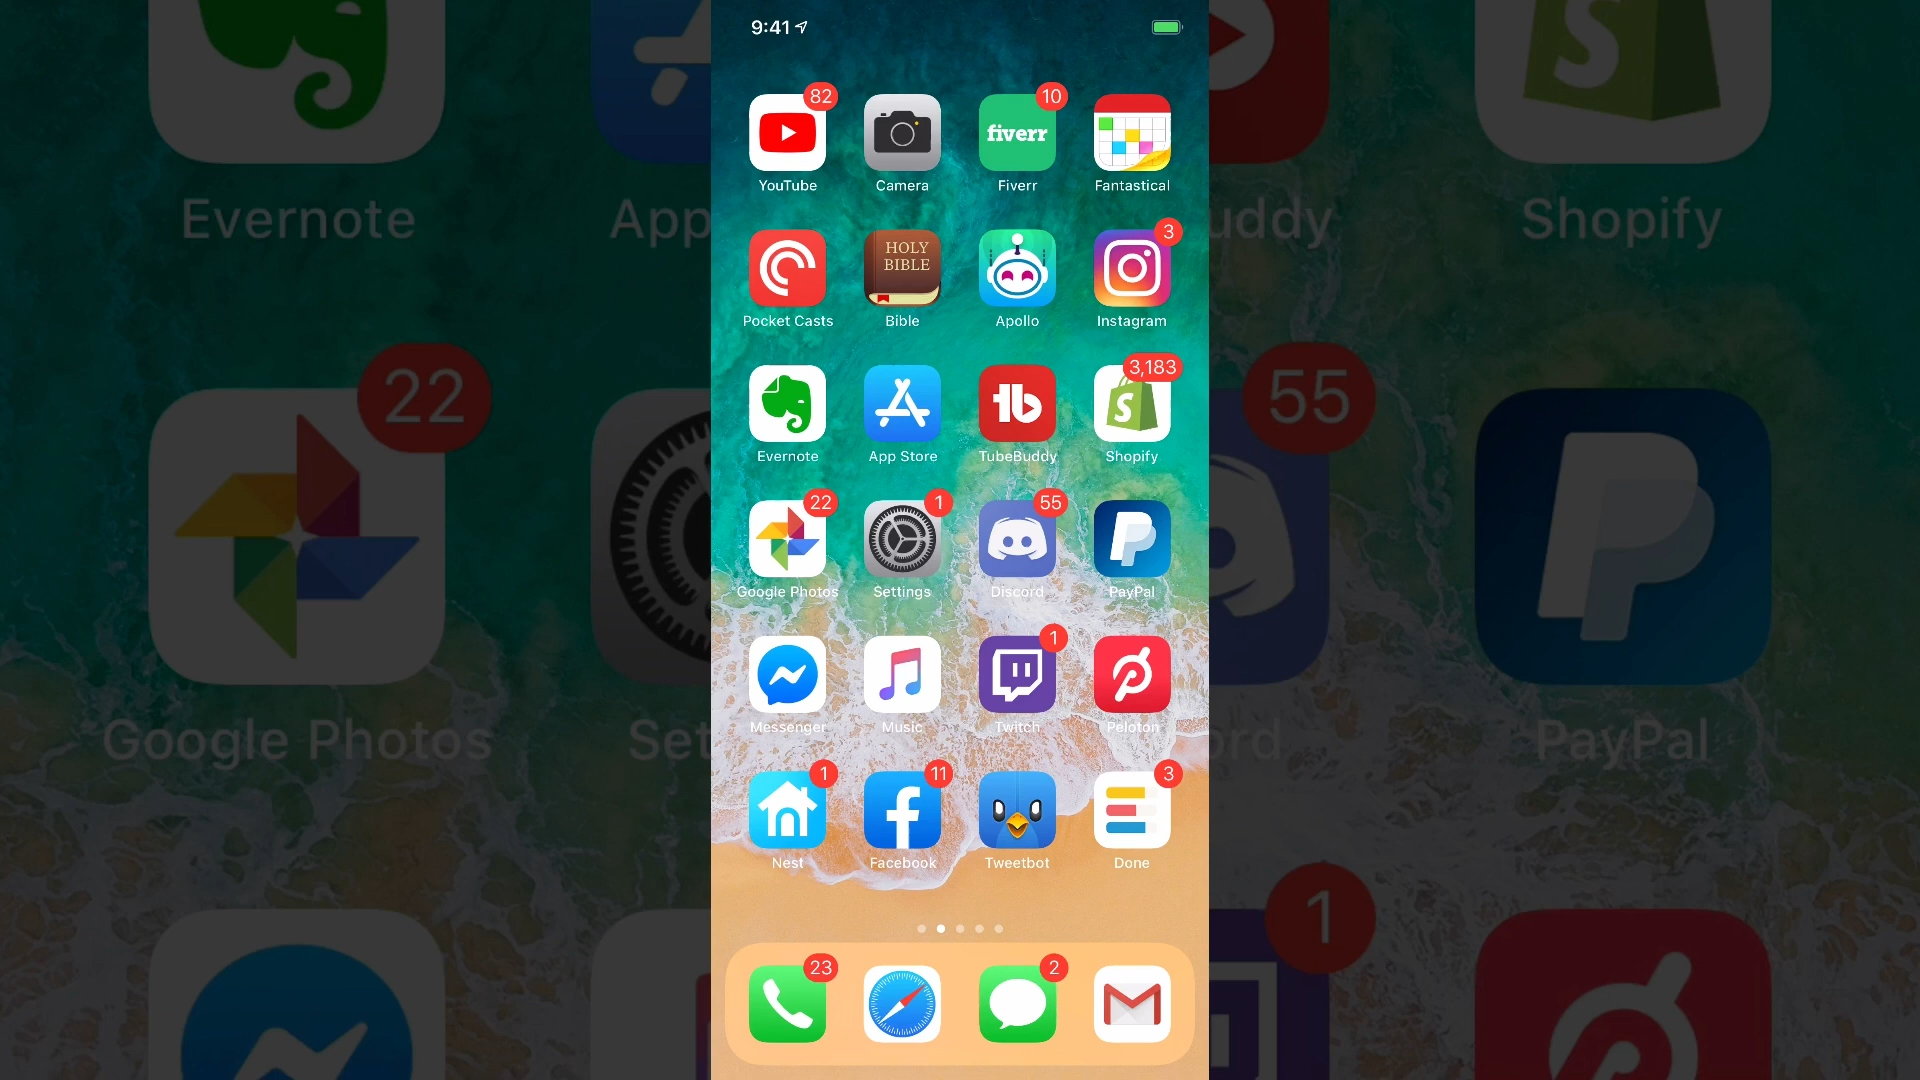 9:41
82
10
fiverr
YouTube
Camera
Fiverr
Fantastical
3
HOLY
BIBLE
Pocket Casts
Bible
Apollo
Instagram
3,183
Evernote
App Store
TubeBuddy
Shopify
22
1
55
Google Photos
Settings
Discord
PayPal
1
Messenger
Music
Twitch
Peloton
1
11
3
Nest
Facebook
Tweetbot
Done
23
2
Evernote
App
uddy
Shopify
22
55
Google Photos
Set
ord
PayPal
1